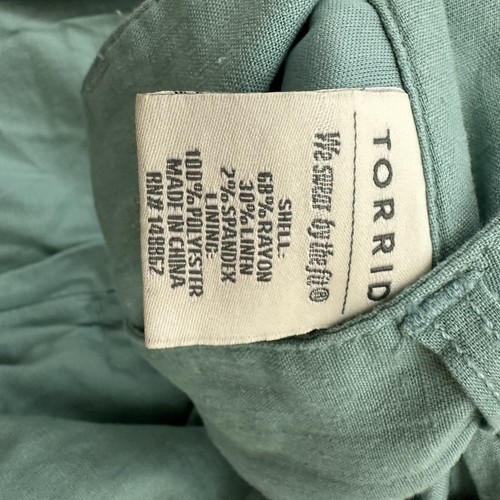 TORRID
We swear by the fit®
SHELL:
68% RAYON
30% LINEN
2% SPANDEX
LINING:
100% POLYESTER
MADE IN CHINA
RN# 148857